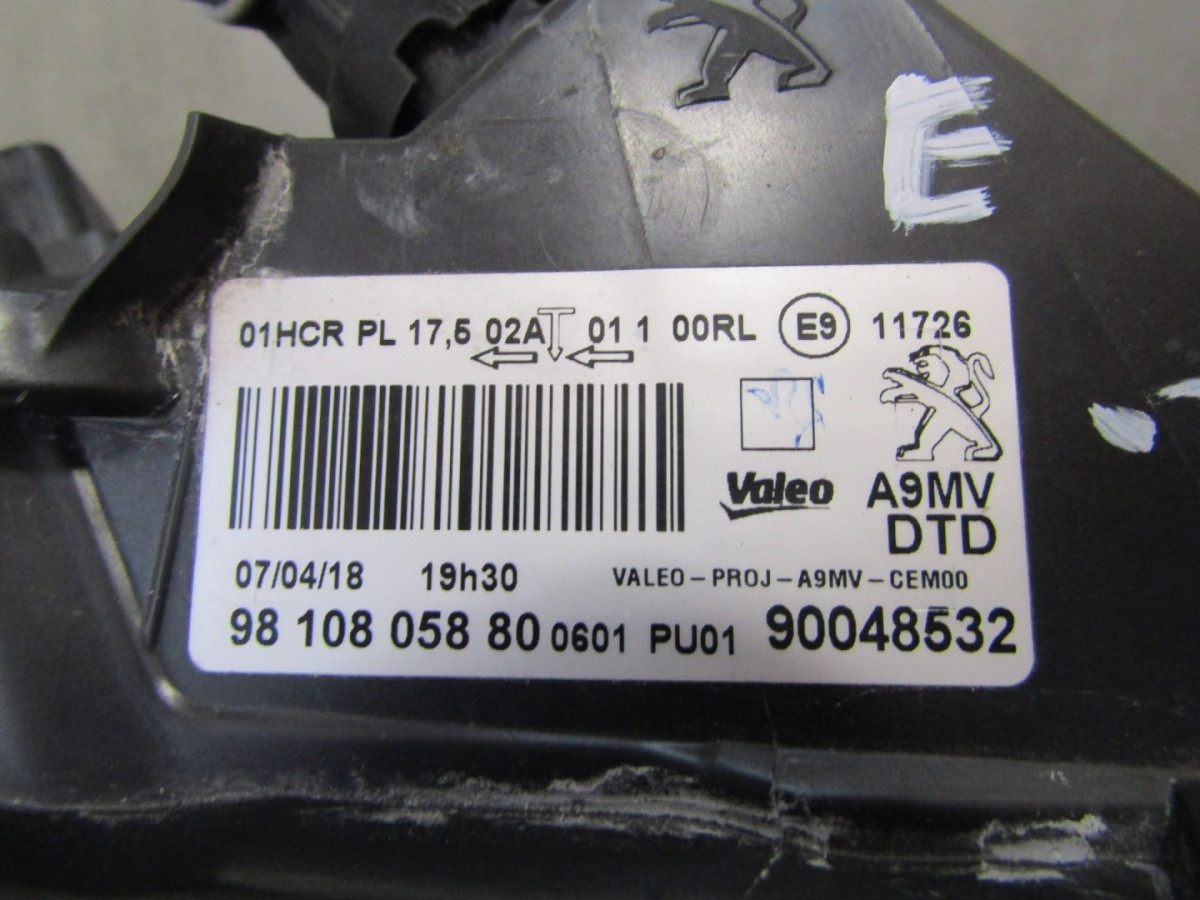 E
01HCR PL 17,5 02A 01 1 00RL E9 11726
Valeo A9MV
DTD
07/04/18 19h30 VALEO-PROJ-A9MV-CEM00
98 108 058 80 0601 PU01 90048532